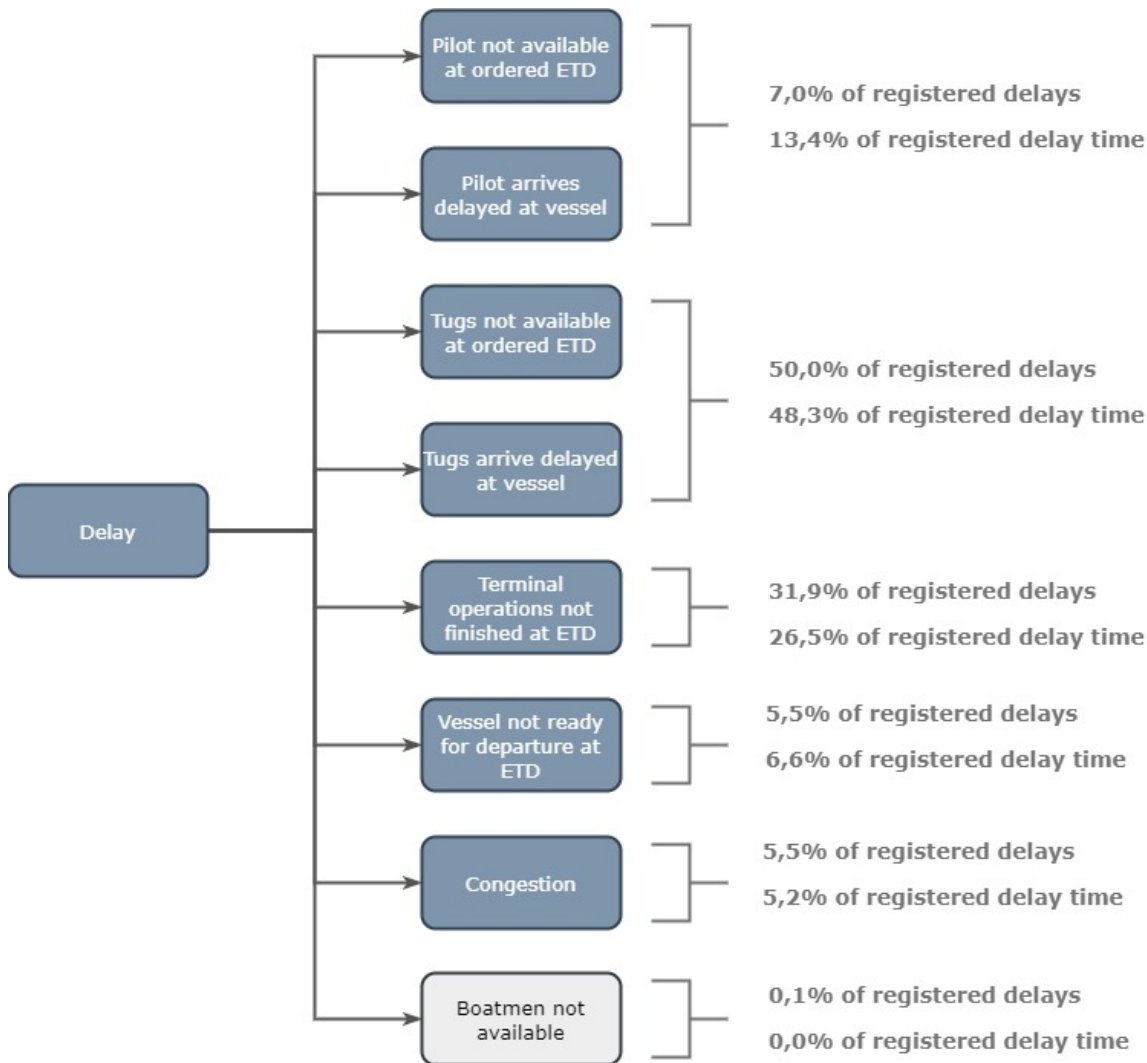 Pilot not available
at ordered ETD
7,0% of registered delays
13,4% of registered delay time
Pilot arrives
delayed at vessel
Tugs not available
at ordered ETD
50,0% of registered delays
48,3% of registered delay time
Tugs arrive delayed
at vessel
Delay
Terminal
operations not
finished at ETD
31,9% of registered delays
26,5% of registered delay time
Vessel not ready
for departure at
ETD
5,5% of registered delays
6,6% of registered delay time
Congestion
5,5% of registered delays
5,2% of registered delay time
Boatmen not
available
0,1% of registered delays
0,0% of registered delay time